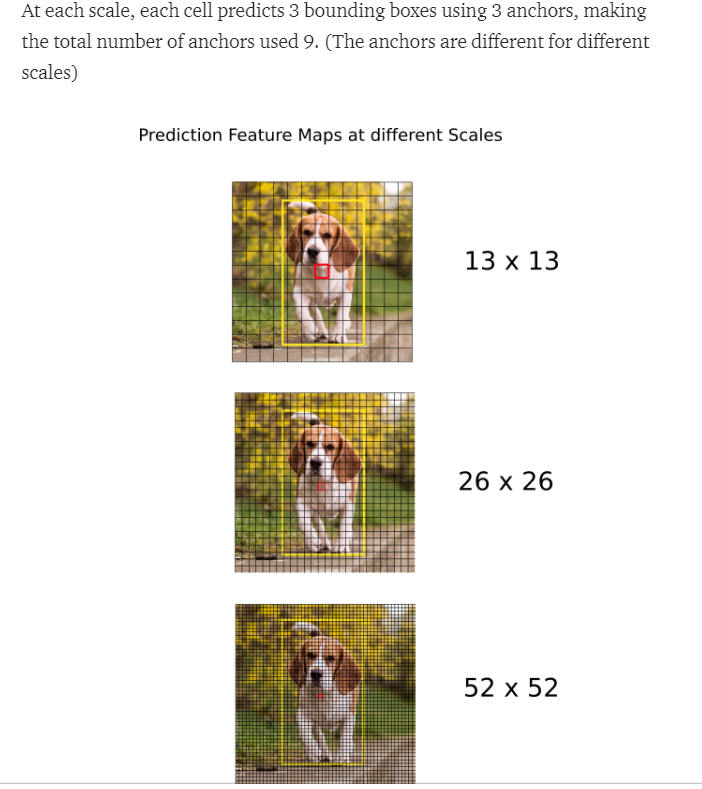 At each scale, each cell predicts 3 bounding boxes using 3 anchors, making
the total number of anchors used 9. (The anchors are different for different
scales)
Prediction Feature Maps at different Scales
13 x 13
26 x 26
52 x 52